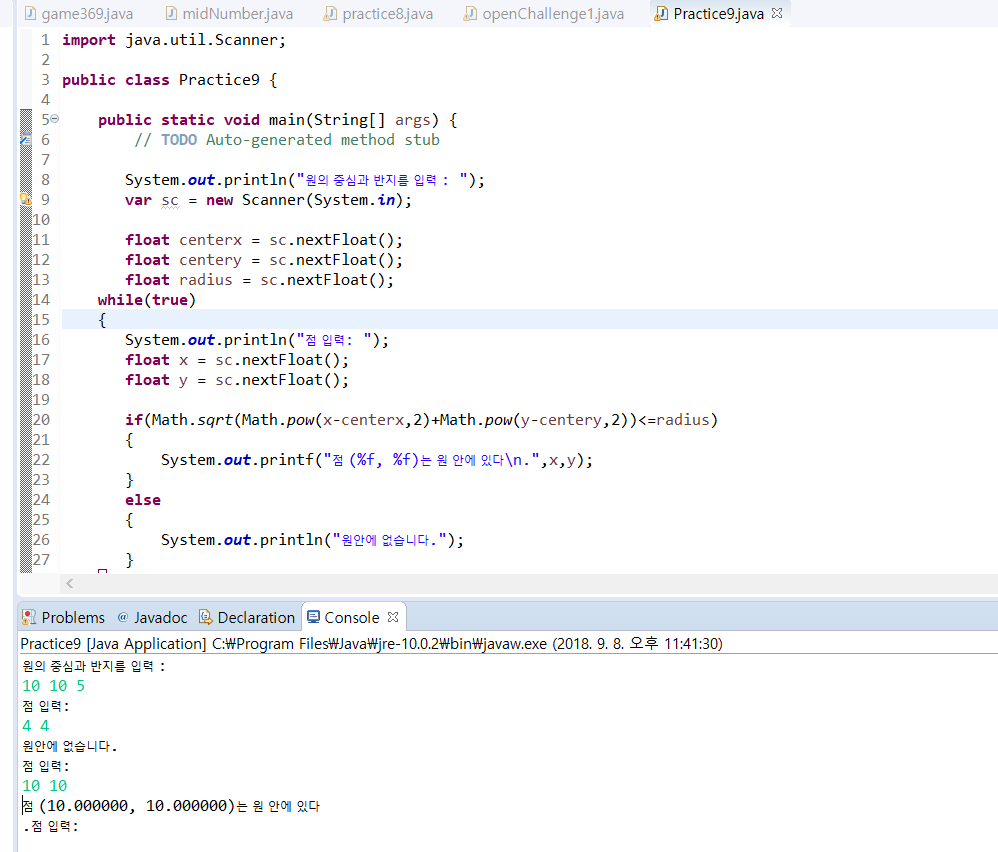 game369.java midNumber.java practice8.java openChallenge1.java Practice9.java
1 import java.util.Scanner;
2
3 public class Practice9 {
4
5 public static void main(String[] args) {
6 // TODO Auto-generated method stub
7
8 System.out.println("원의 중심과 반지름 입력 : ");
9 var sc = new Scanner(System.in);
10
11 float centerx = sc.nextFloat();
12 float centery = sc.nextFloat();
13 float radius = sc.nextFloat();
14 while(true)
15 {
16 System.out.println("점 입력: ");
17 float x = sc.nextFloat();
18 float y = sc.nextFloat();
19
20 if(Math.sqrt(Math.pow(x-centerx,2)+Math.pow(y-centery,2))<=radius)
21 {
22 System.out.printf("점 (%f, %f)는 원 안에 있다\n.",x,y);
23 }
24 else
25 {
26 System.out.println("원안에 없습니다.");
27 }
Problems @ Javadoc Declaration Console
Practice9 [Java Application] C:₩Program Files₩Java₩jre-10.0.2₩bin₩javaw.exe (2018. 9. 8. 오후 11:41:30)
원의 중심과 반지름 입력 :
10 10 5
점 입력:
4 4
원안에 없습니다.
점 입력:
10 10
점 (10.000000, 10.000000)는 원 안에 있다
.점 입력: